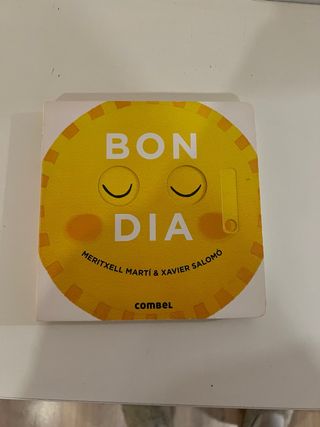 BON
DIA
MERITXELL MARTÍ & XAVIER SALOMÓ
COMBEL